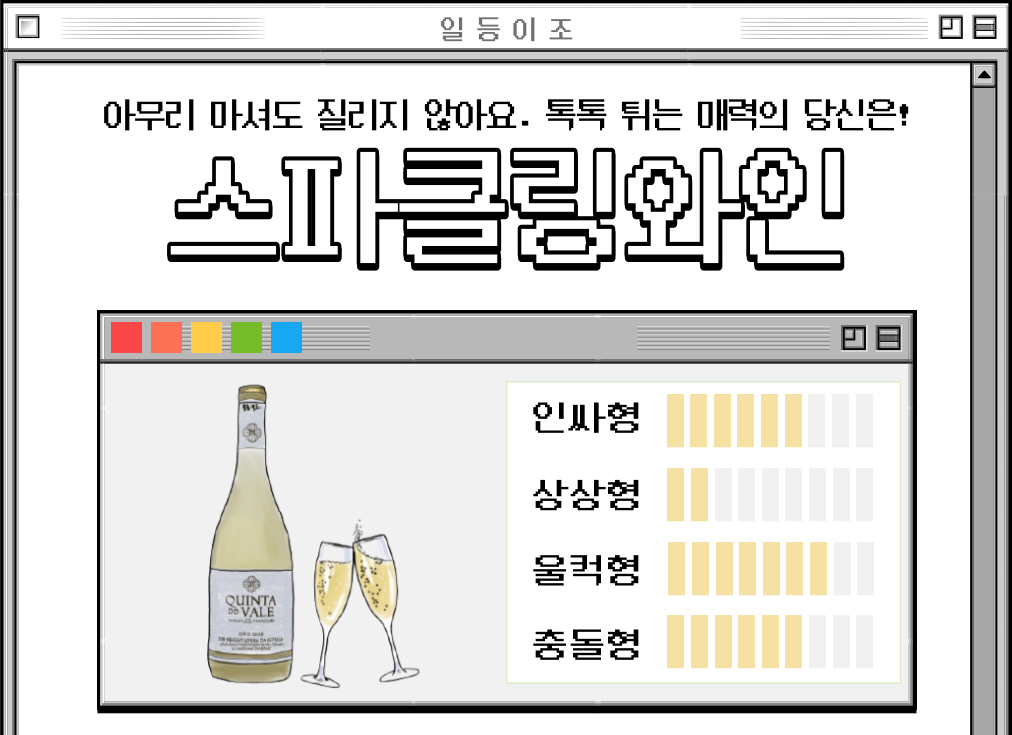 일등이조
아무리 마셔도 질리지 않아요. 톡톡 튀는 매력의 당신은!
스파클링와인
인싸형
상상형
울컥형
충돌형
QUINTA
DO VALE